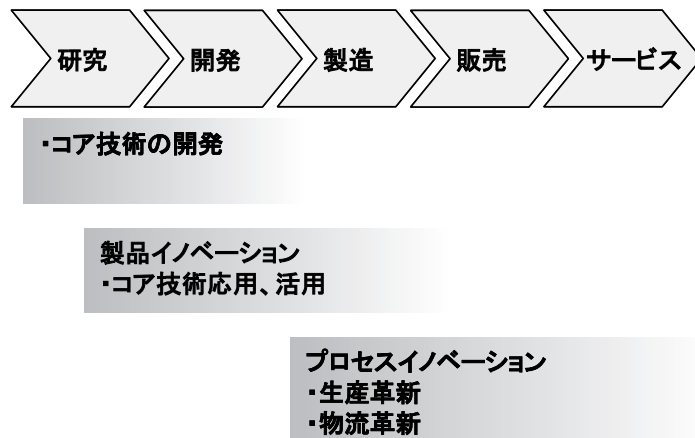 研究
開発
製造
販売
サービス
・コア技術の開発
製品イノベーション
・コア技術応用、活用
プロセスイノベーション
・生産革新
・物流革新